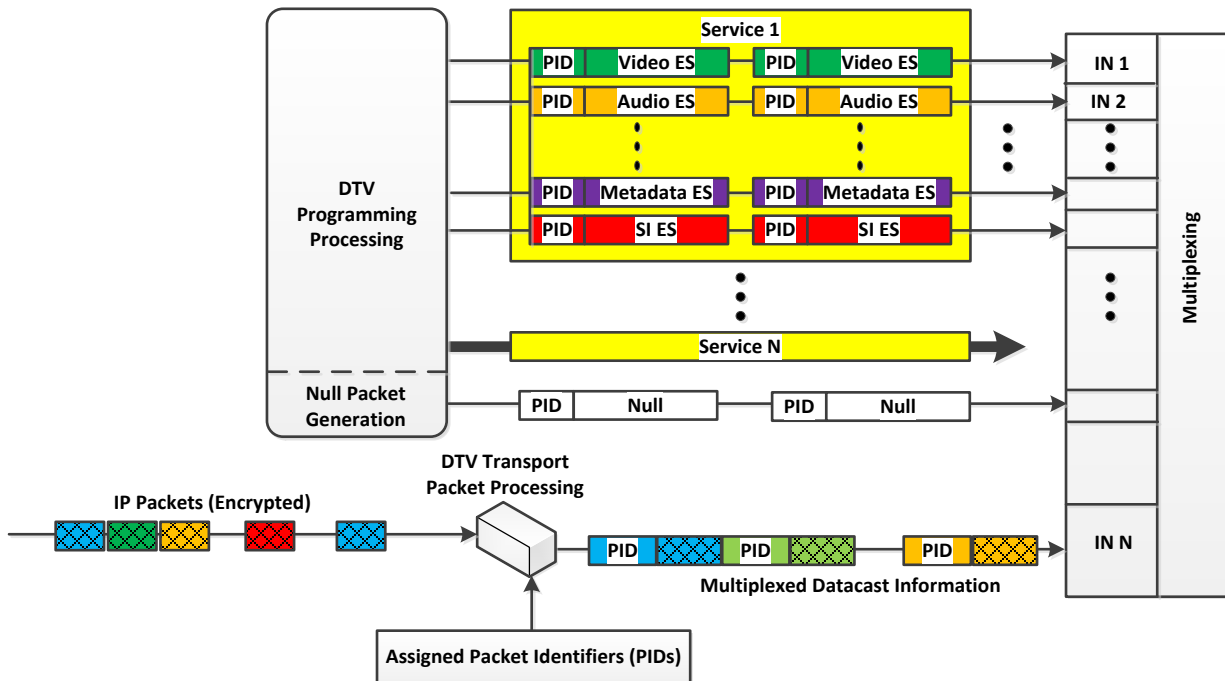 Service 1
PID Video ES PID Video ES
IN 1
PID Audio ES PID Audio ES
IN 2
DTV
Programming
Processing
PID Metadata ES PID Metadata ES
PID SI ES PID SI ES
Multiplexing
Service N
Null Packet
Generation
PID Null PID Null
DTV Transport
Packet Processing
IP Packets (Encrypted)
PID PID PID
IN N
Multiplexed Datacast Information
Assigned Packet Identifiers (PIDs)